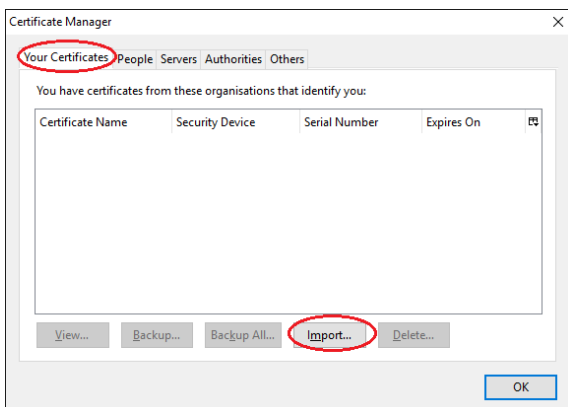 Certificate Manager
Your Certificates People Servers Authorities Others
You have certificates from these organisations that identify you:
Certificate Name Security Device Serial Number Expires On
View... Backup... Backup All... Import... Delete...
OK